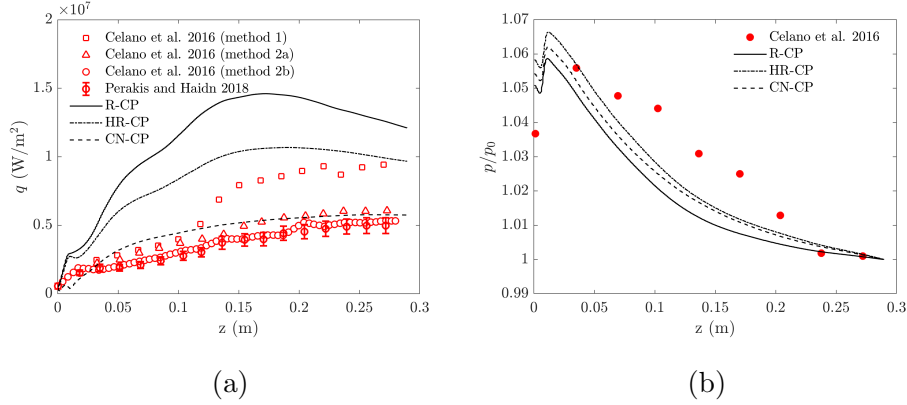 ×10⁷
2
1.5
1
0.5
0
q (W/m²)
0 0.05 0.1 0.15 0.2 0.25 0.3
z (m)
Celano et al. 2016 (method 1)
Celano et al. 2016 (method 2a)
Celano et al. 2016 (method 2b)
Perakis and Haidn 2018
R-CP
HR-CP
CN-CP
(a)
1.07
1.06
1.05
1.04
1.03
1.02
1.01
1
0.99
p/p₀
0 0.05 0.1 0.15 0.2 0.25 0.3
z (m)
Celano et al. 2016
R-CP
HR-CP
CN-CP
(b)